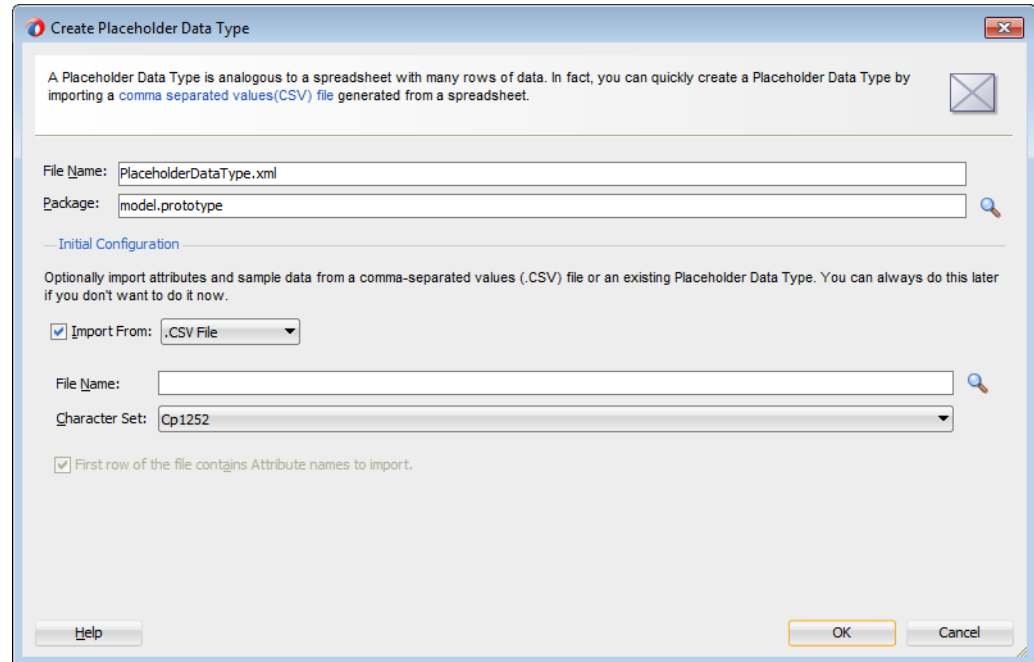 Create Placeholder Data Type
A Placeholder Data Type is analogous to a spreadsheet with many rows of data. In fact, you can quickly create a Placeholder Data Type by
importing a comma separated values(CSV) file generated from a spreadsheet.
File Name: PlaceholderDataType.xml
Package: model.prototype
Initial Configuration
Optionally import attributes and sample data from a comma-separated values (.CSV) file or an existing Placeholder Data Type. You can always do this later
if you don't want to do it now.
Import From: .CSV File
File Name:
Character Set: Cp1252
First row of the file contains Attribute names to import.
Help OK Cancel